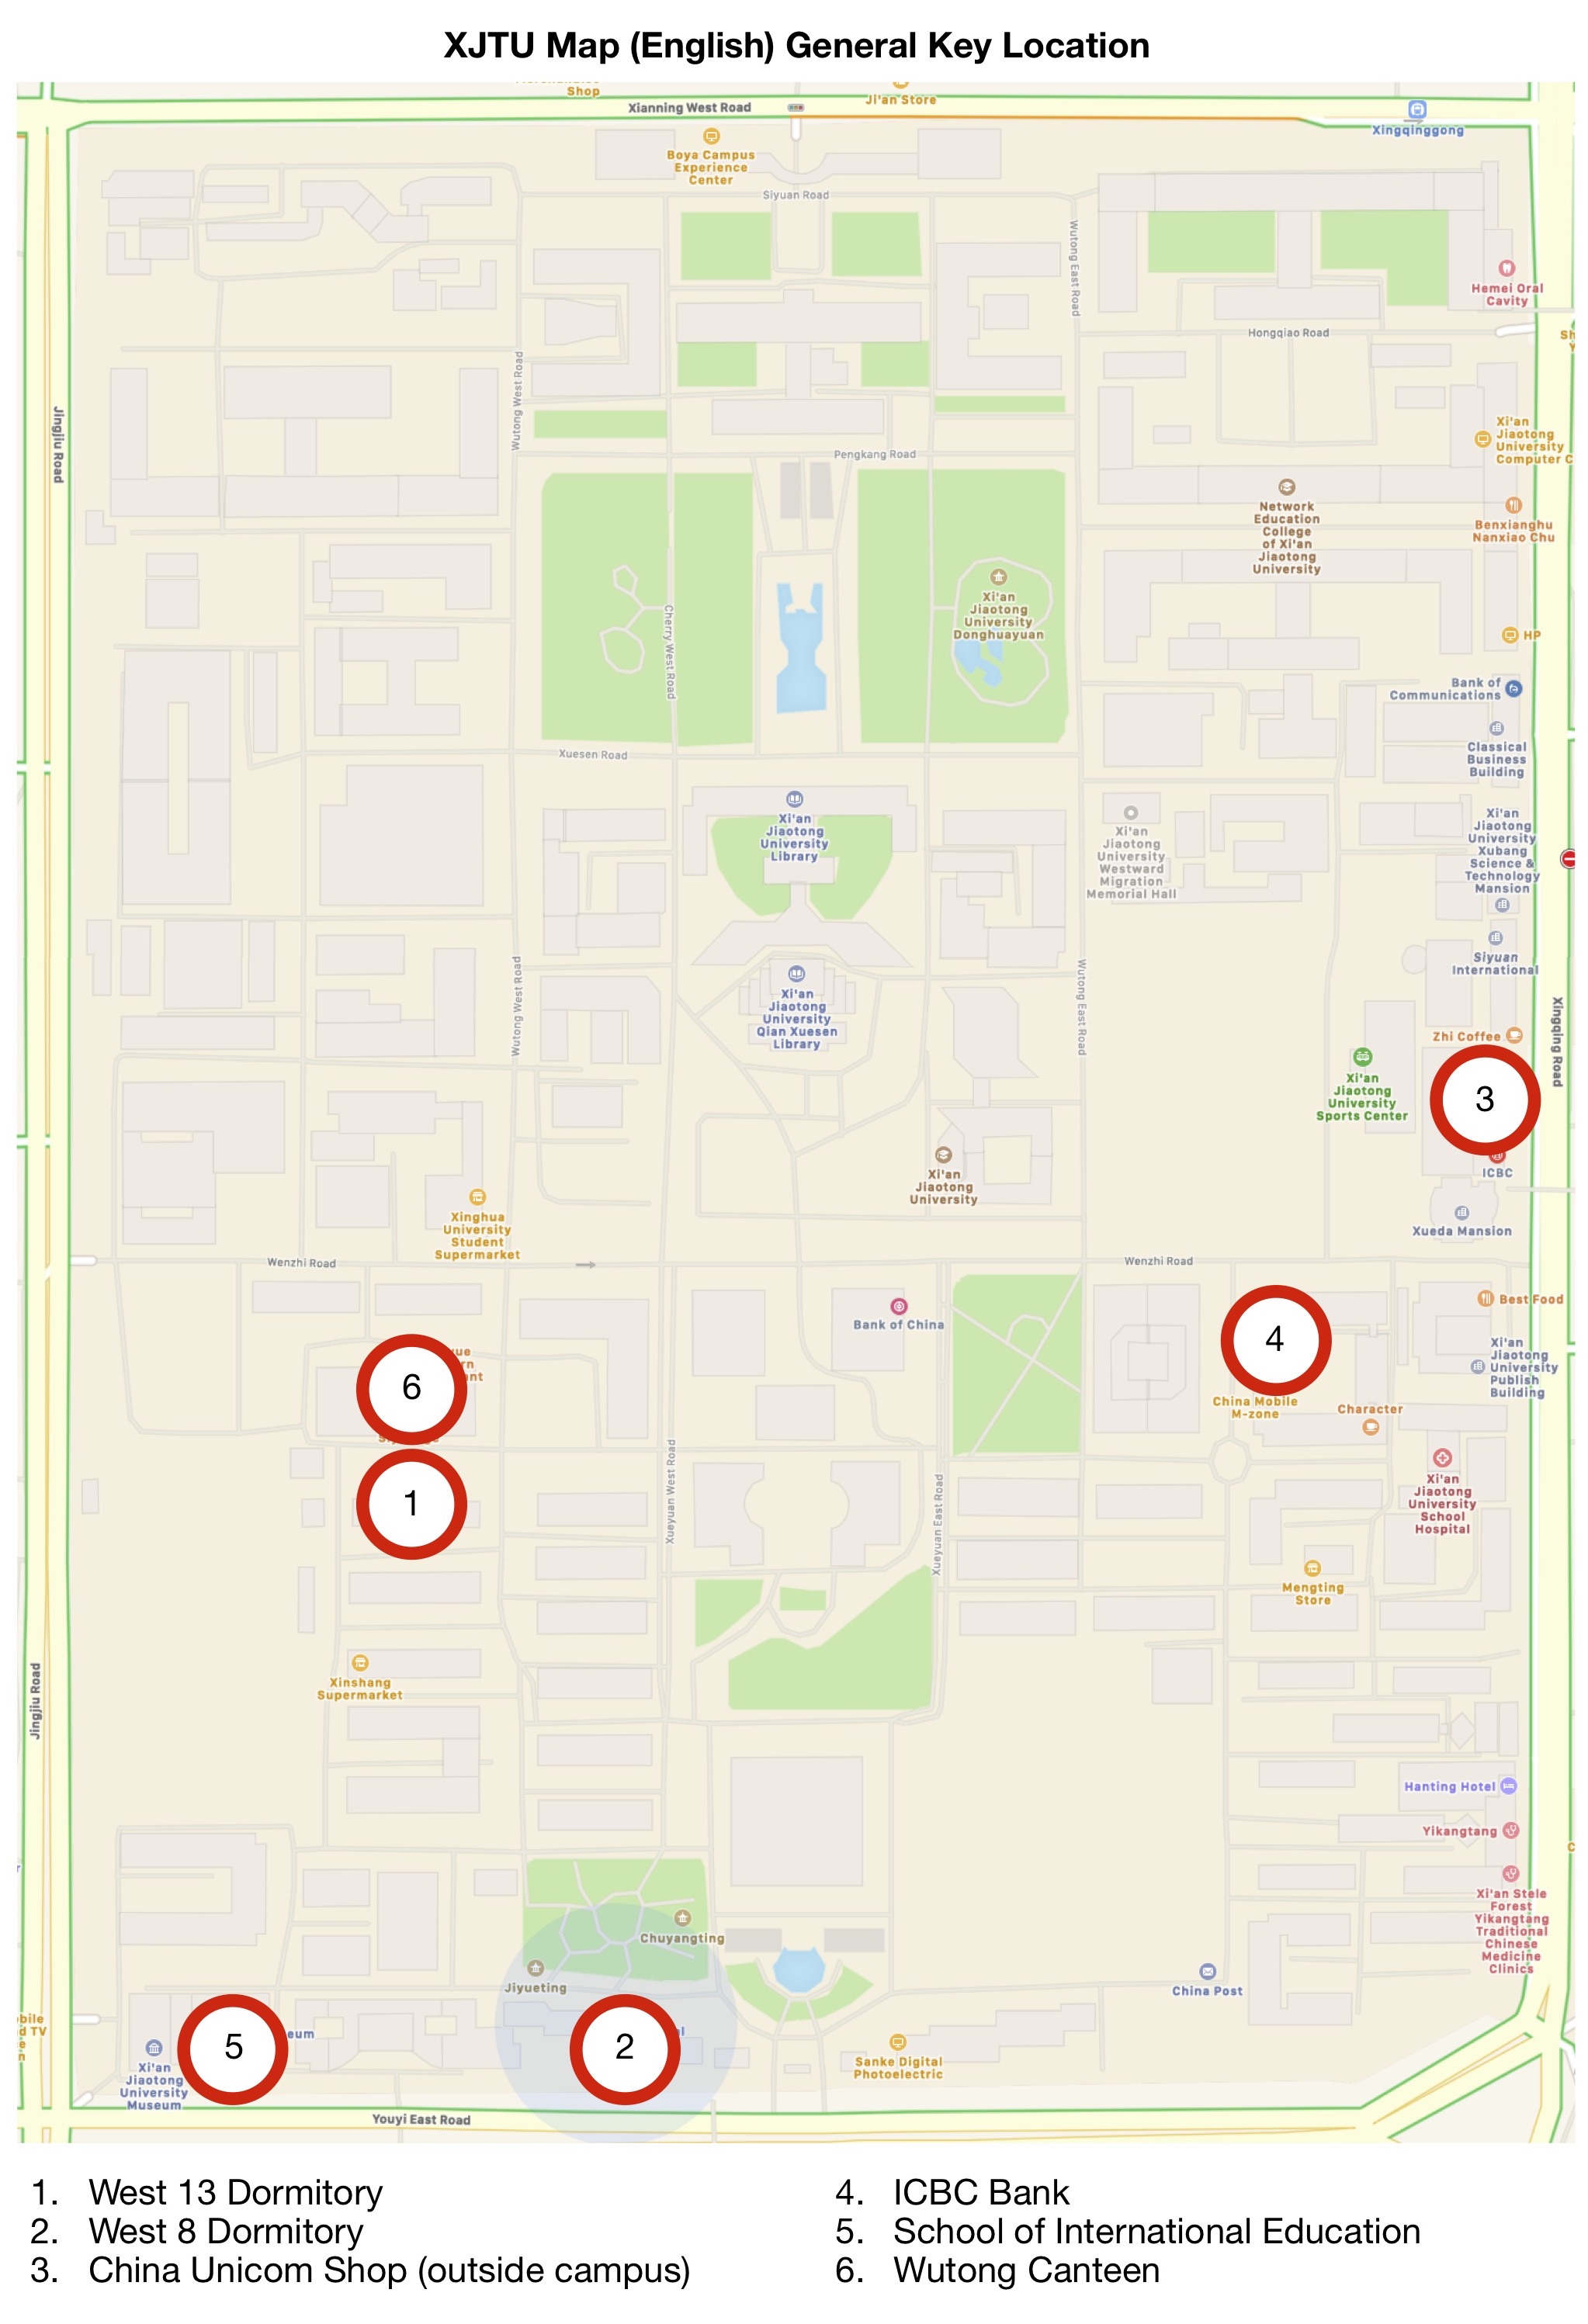 XJTU Map (English) General Key Location
Shop
Xianning West Road
Ji'an Store
Xingqinggong
Boya Campus
Experience
Center
Siyuan Road
Wutong East Road
Hemei Oral
Cavity
Hongqiao Road
Wutong West Road
Jingjiu Road
Xi'an
Jiaotong
University
Computer C
Pengkang Road
Network
Education
College
of Xi'an
Jiaotong
University
Benxianghu
Nanxiao Chu
Xi'an
Jiaotong
University
Donghuayuan
Cherry West Road
HP
Bank of
Communications
Classical
Business
Building
Xuesen Road
Xi'an
Jiaotong
University
Library
Xi'an
Jiaotong
University
Westward
Migration
Memorial Hall
Xi'an
Jiaotong
University
Xubang
Science &
Technology
Mansion
Siyuan
International
Wutong West Road
Xi'an
Jiaotong
University
Qian Xuesen
Library
Wutong East Road
Xingqing Road
Zhi Coffee
Xi'an
Jiaotong
University
Sports Center
3
ICBC
Xi'an
Jiaotong
University
Xueda Mansion
Xinghua
University
Student
Supermarket
Wenzhi Road
Wenzhi Road
Bank of China
Best Food
4
Xi'an
Jiaotong
University
Publish
Building
China Mobile
M-zone
Character
6
1
Xueyuan West Road
Xueyuan East Road
Xi'an
Jiaotong
University
School
Hospital
Mengting
Store
Xinshang
Supermarket
Jingjiu Road
Hanting Hotel
Yikangtang
Xi'an Stele
Forest
Yikangtang
Traditional
Chinese
Medicine
Clinics
Chuyangting
Jiyueting
China Post
5
2
Xi'an
Jiaotong
University
Museum
Sanke Digital
Photoelectric
Youyi East Road
1. West 13 Dormitory
2. West 8 Dormitory
3. China Unicom Shop (outside campus)
4. ICBC Bank
5. School of International Education
6. Wutong Canteen